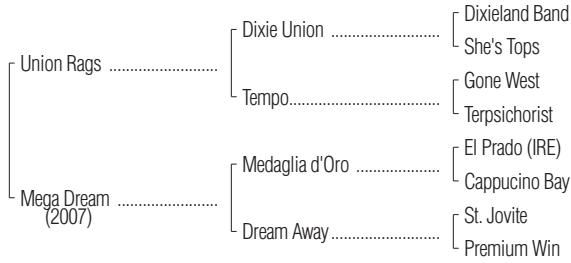 Dixieland Band
Dixie Union ......................
She's Tops
Union Rags ......................
Gone West
Tempo..............................
Terpsichorist
El Prado (IRE)
Medaglia d'Oro .................
Cappucino Bay
Mega Dream ....................
(2007)
St. Jovite
Dream Away......................
Premium Win